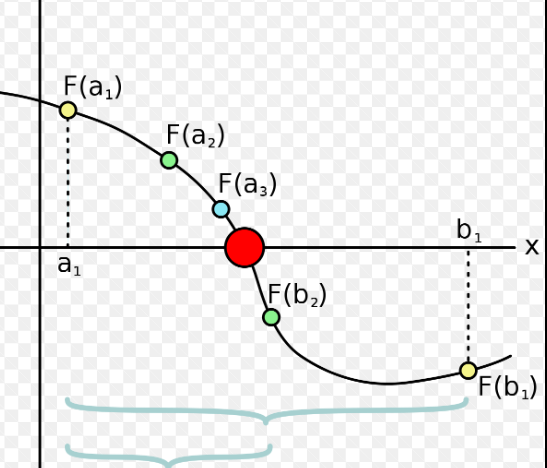 F(a₁)
F(a₂)
F(a₃)
b₁
x
a₁
F(b₂)
F(b₁)